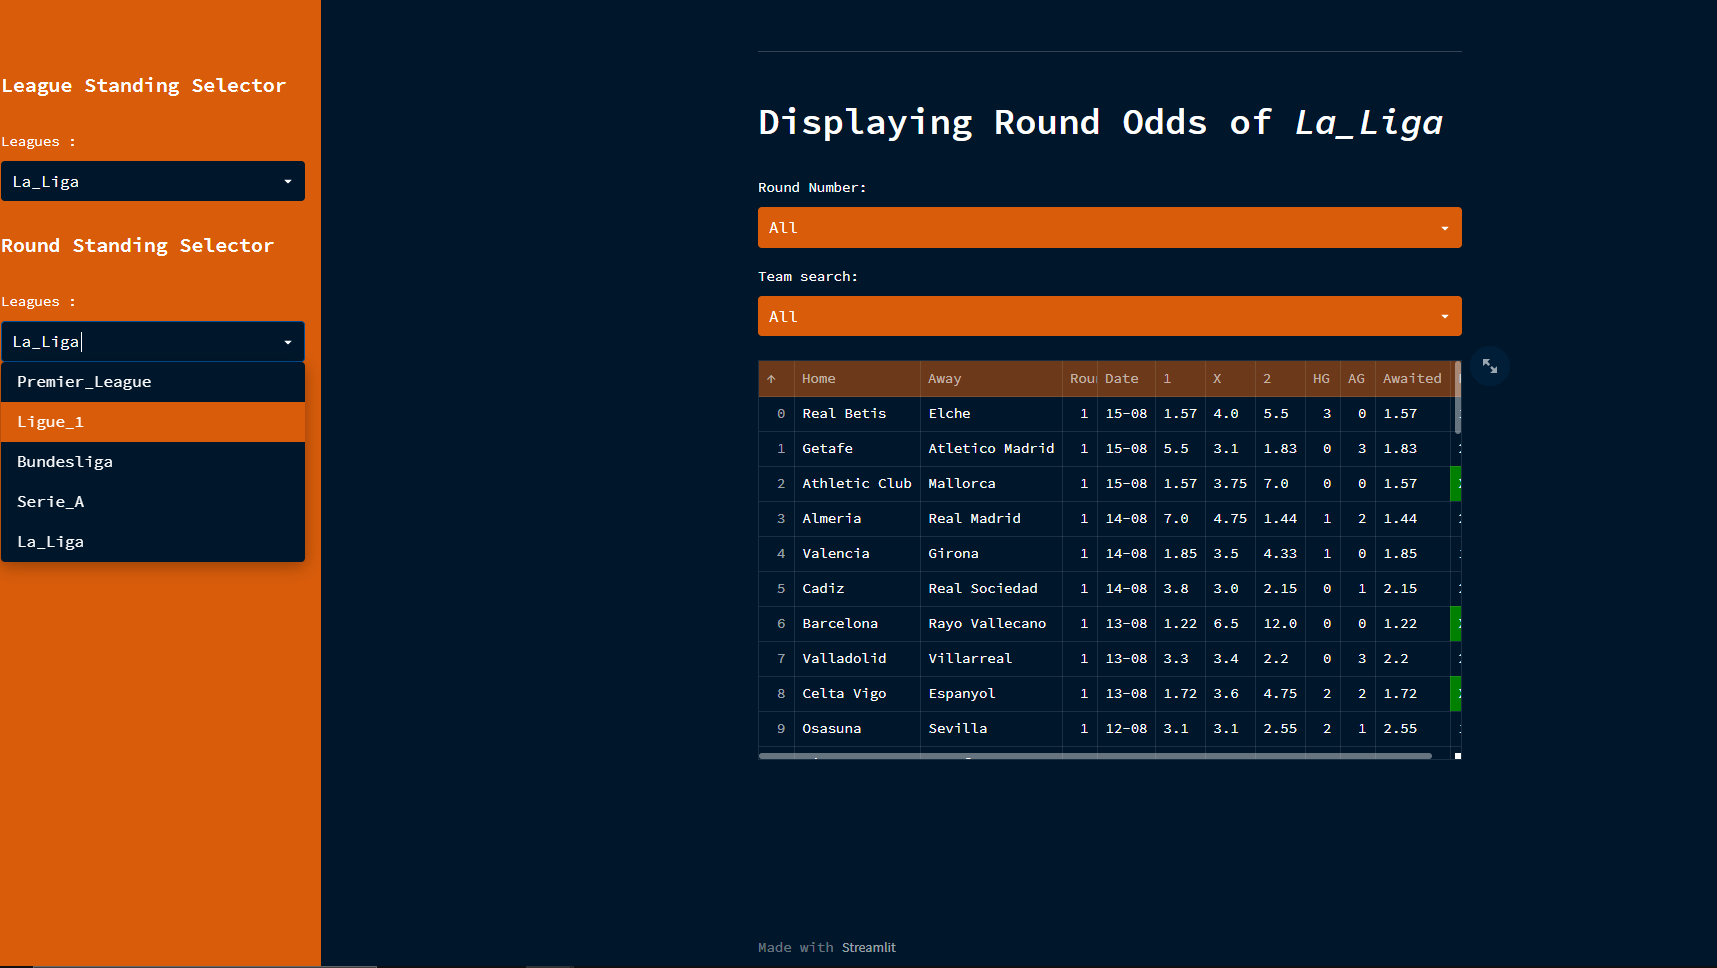 League Standing Selector
Leagues :
La_Liga
Round Standing Selector
Leagues :
La_Liga
Premier_League
Ligue_1
Bundesliga
Serie_A
La_Liga
Displaying Round Odds of La_Liga
Round Number:
All
Team search:
All
↑ Home Away Date 1 X 2 HG AG Awaited
0 Real Betis Elche 1 15-08 1.57 4.0 5.5 3 0 1.57
1 Getafe Atletico Madrid 1 15-08 5.5 3.1 1.83 0 3 1.83
2 Athletic Club Mallorca 1 15-08 1.57 3.75 7.0 0 0 1.57
3 Almeria Real Madrid 1 14-08 7.0 4.75 1.44 1 2 1.44
4 Valencia Girona 1 14-08 1.85 3.5 4.33 1 0 1.85
5 Cadiz Real Sociedad 1 14-08 3.8 3.0 2.15 0 1 2.15
6 Barcelona Rayo Vallecano 1 13-08 1.22 6.5 12.0 0 0 1.22
7 Valladolid Villarreal 1 13-08 3.3 3.4 2.2 0 3 2.2
8 Celta Vigo Espanyol 1 13-08 1.72 3.6 4.75 2 2 1.72
9 Osasuna Sevilla 1 12-08 3.1 3.1 2.55 2 1 2.55
Made with Streamlit